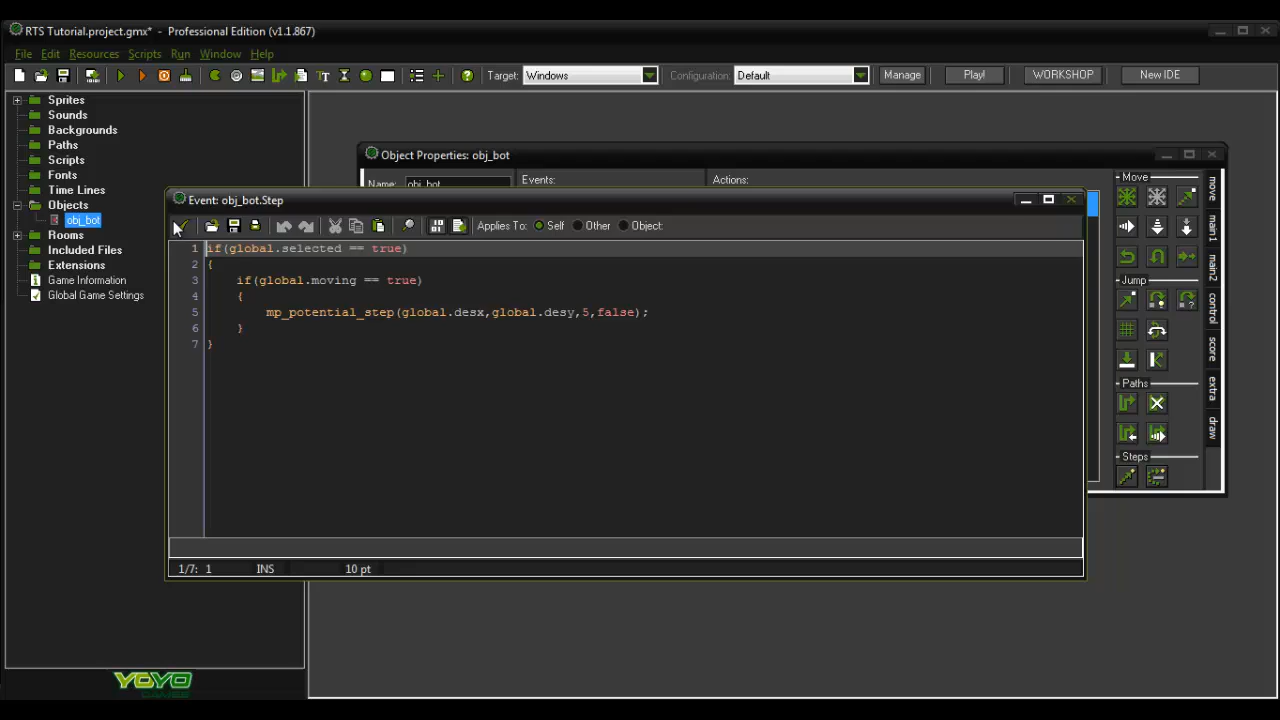 RTS Tutorial.project.gmx* - Professional Edition (v1.1.867)
File Edit Resources Scripts Run Window Help
Target: Windows Configuration: Default Manage Play! WORKSHOP New IDE
Sprites
Sounds
Backgrounds
Paths
Scripts
Fonts
Time Lines
Objects
obj_bot
Rooms
Included Files
Extensions
Game Information
Global Game Settings
YOYO
GAMES
Object Properties: obj_bot
Name: obj_bot Events: Actions:
Event: obj_bot.Step
Applies To: Self Other Object:
1 if(global.selected == true)
2 {
3 if(global.moving == true)
4 {
5 mp_potential_step(global.desx,global.desy,5,false);
6 }
7 }
1/7: 1 INS 10 pt
Move
Jump
Paths
Steps
move
main1
main2
control
score
extra
draw